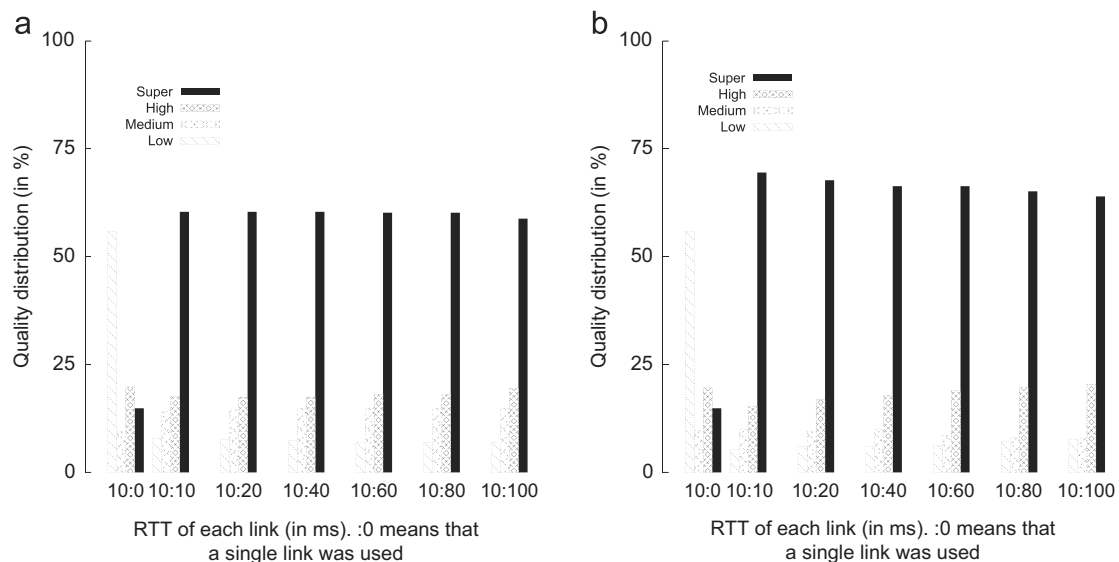 a
100
75
50
25
0
Quality distribution (in %)
Super
High
Medium
Low
10:0 10:10 10:20 10:40 10:60 10:80 10:100
RTT of each link (in ms). :0 means that
a single link was used
b
100
75
50
25
0
Quality distribution (in %)
Super
High
Medium
Low
10:0 10:10 10:20 10:40 10:60 10:80 10:100
RTT of each link (in ms). :0 means that
a single link was used